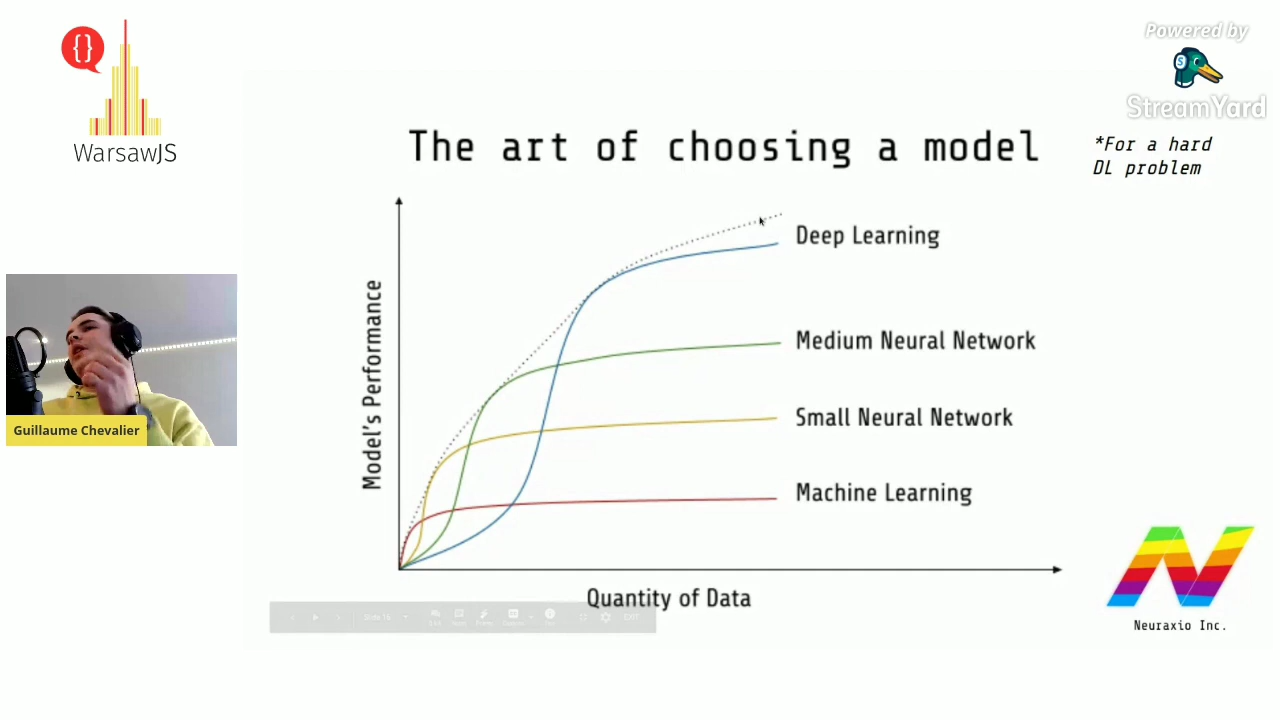 {}
WarsawJS
Powered by
S
StreamYard
The art of choosing a model
*For a hard
DL problem
Model's Performance
Deep Learning
Medium Neural Network
Small Neural Network
Machine Learning
Quantity of Data
Guillaume Chevalier
EXIT
Neuraxio Inc.